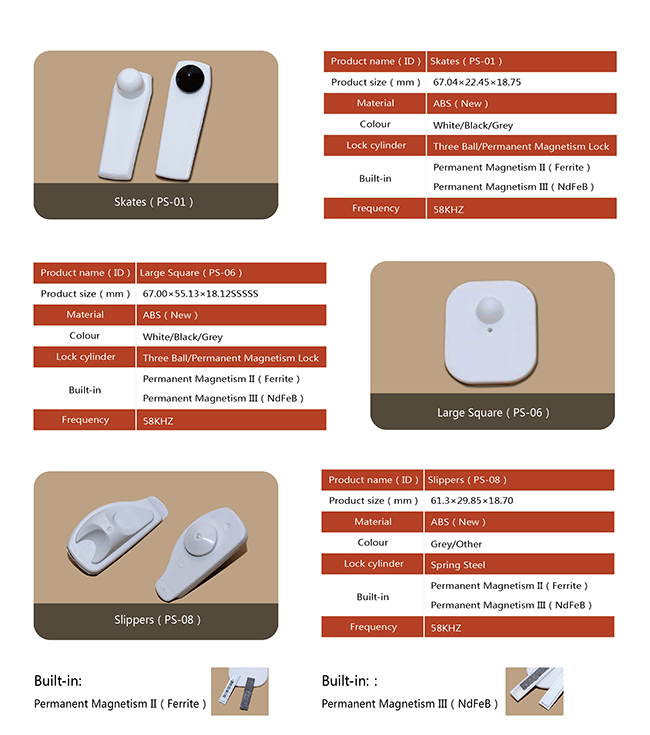 Skates ( PS-01 )
Product name ( ID ) Skates ( PS-01 )
Product size ( mm ) 67.04×22.45×18.75
Material ABS ( New )
Colour White/Black/Grey
Lock cylinder Three Ball/Permanent Magnetism Lock
Built-in Permanent Magnetism II ( Ferrite )
Permanent Magnetism III ( NdFeB )
Frequency 58KHZ
Product name ( ID ) Large Square ( PS-06 )
Product size ( mm ) 67.00×55.13×18.12SSSSS
Material ABS ( New )
Colour White/Black/Grey
Lock cylinder Three Ball/Permanent Magnetism Lock
Built-in Permanent Magnetism II ( Ferrite )
Permanent Magnetism III ( NdFeB )
Frequency 58KHZ
Large Square ( PS-06 )
Slippers ( PS-08 )
Product name ( ID ) Slippers ( PS-08 )
Product size ( mm ) 61.3×29.85×18.70
Material ABS ( New )
Colour Grey/Other
Lock cylinder Spring Steel
Built-in Permanent Magnetism II ( Ferrite )
Permanent Magnetism III ( NdFeB )
Frequency 58KHZ
Built-in:
Permanent Magnetism II ( Ferrite )
Built-in: :
Permanent Magnetism III ( NdFeB )